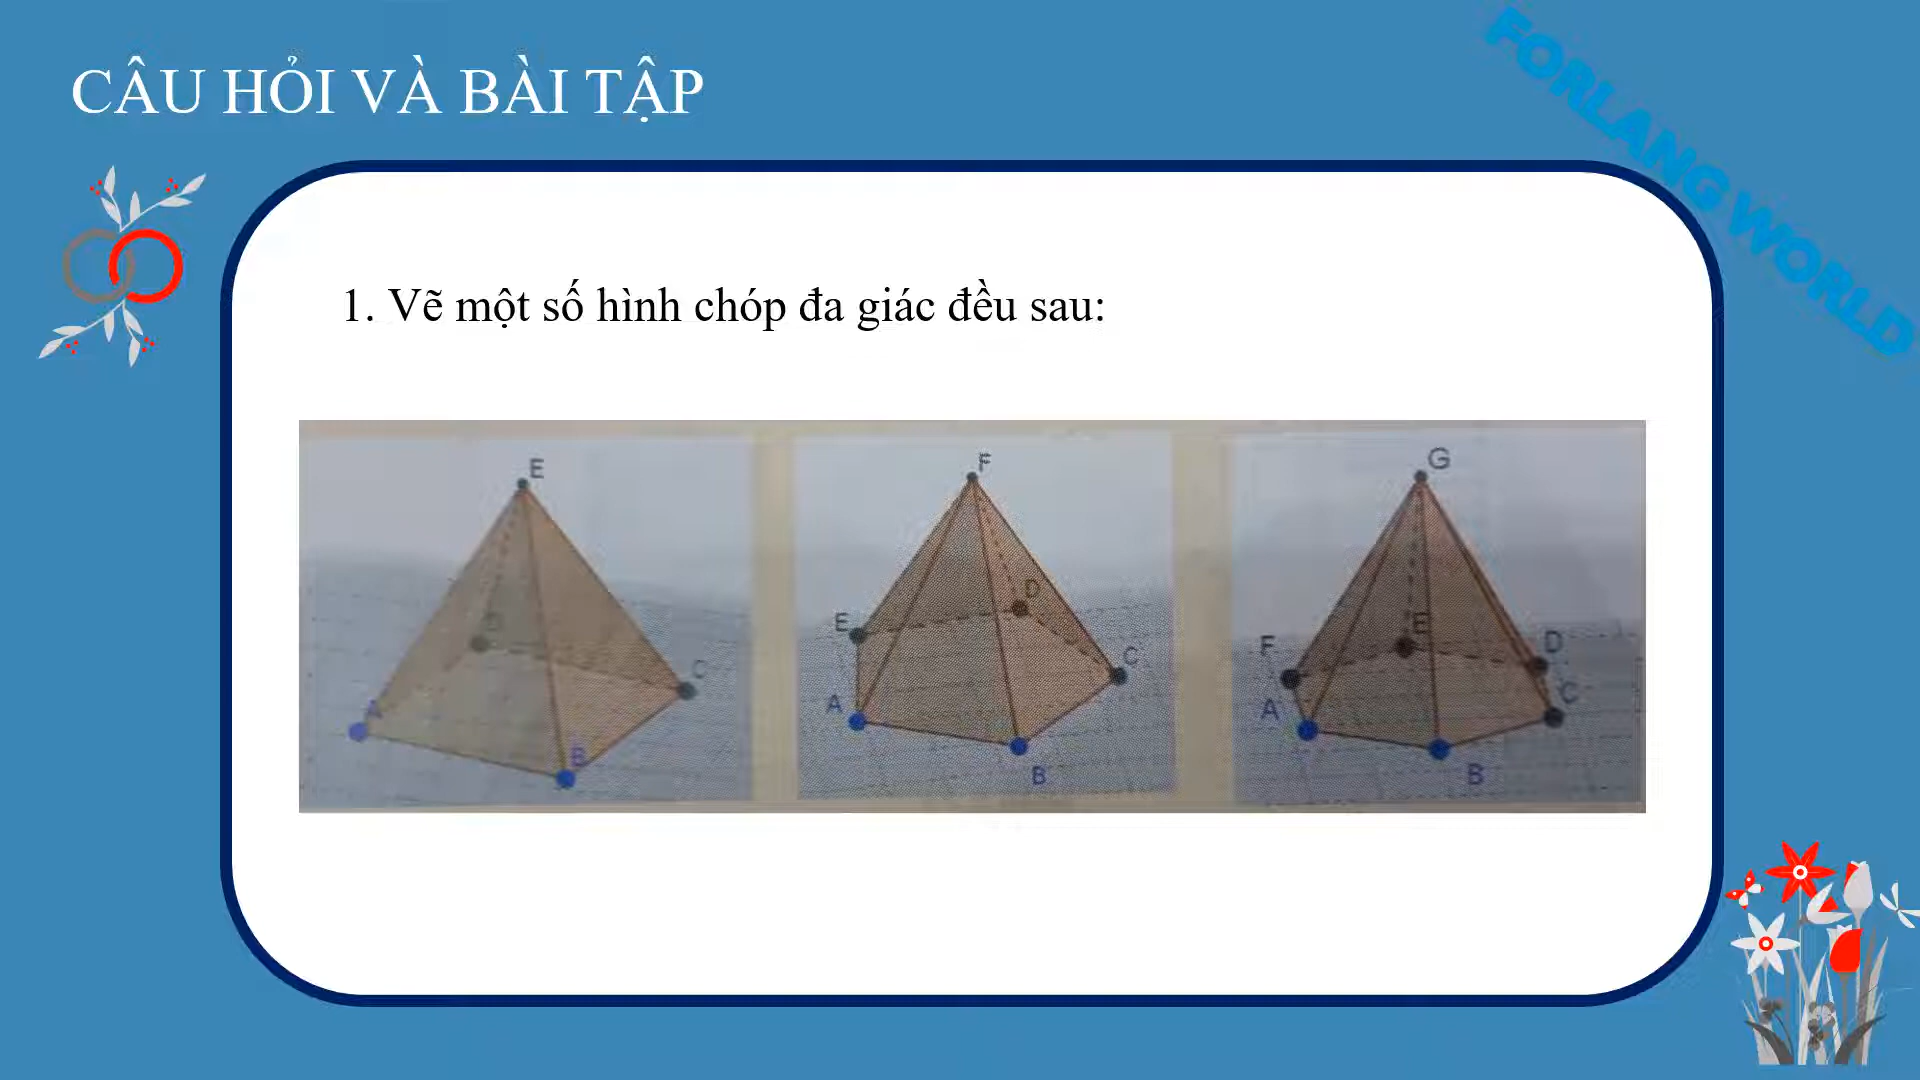 CÂU HỎI VÀ BÀI TẬP
FORLANG WORLD
1. Vẽ một số hình chóp đa giác đều sau:
E
D
A
B
C
F
E
D
C
A
B
G
F
E
D
C
A
B